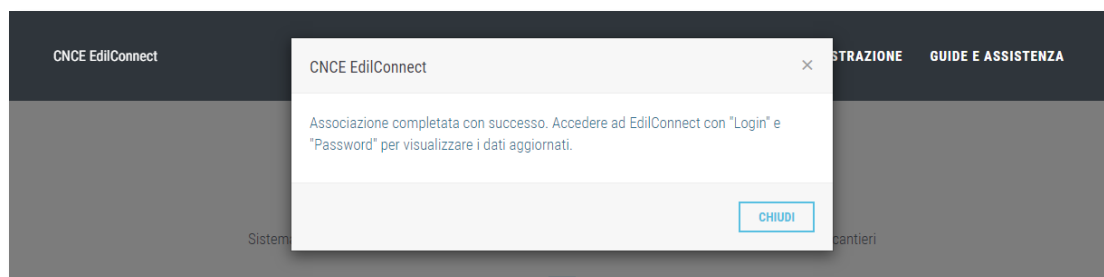 CNCE EdilConnect
CNCE EdilConnect
×
STRAZIONE
GUIDE E ASSISTENZA
Associazione completata con successo. Accedere ad EdilConnect con "Login" e
"Password" per visualizzare i dati aggiornati.
CHIUDI
Sistem
cantieri